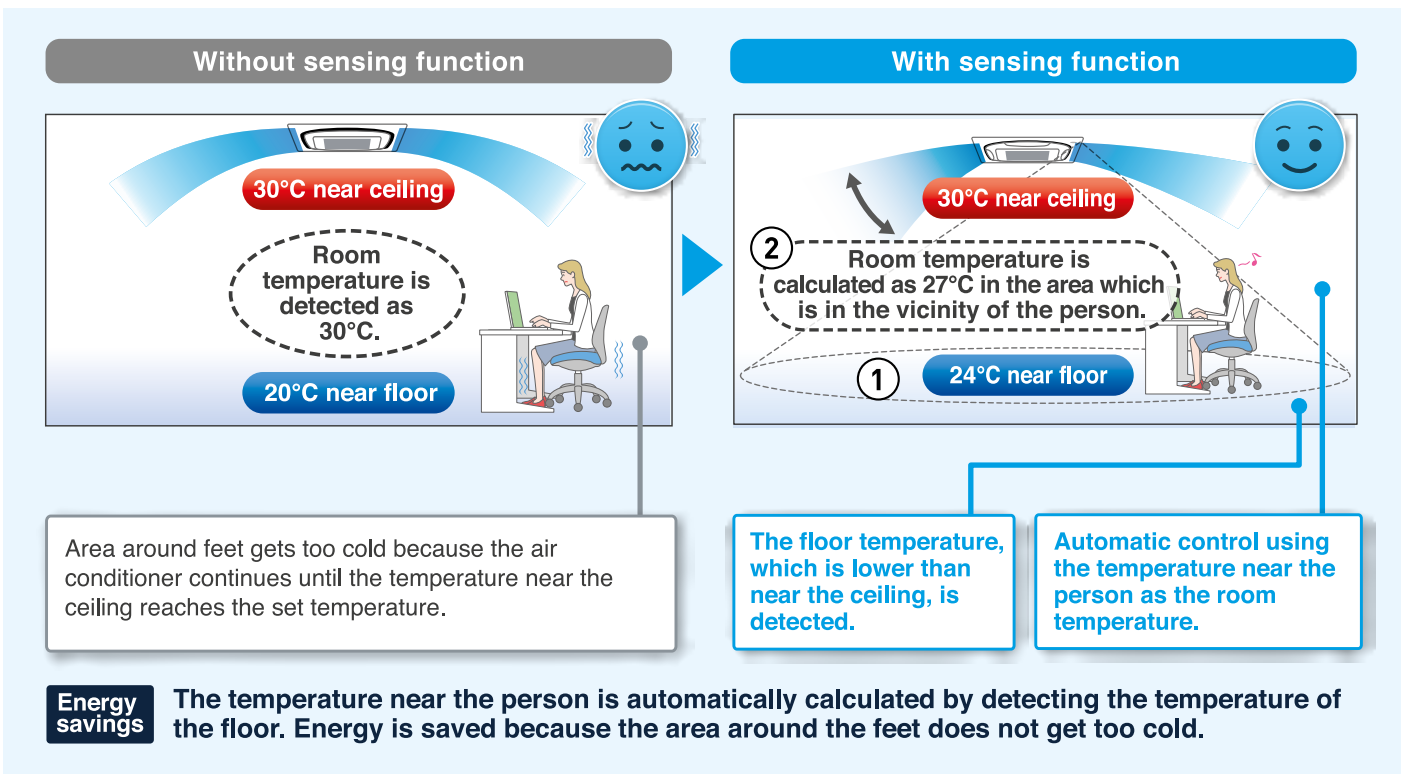 Without sensing function
30°C near ceiling
Room
temperature is
detected as
30°C.
20°C near floor
Area around feet gets too cold because the air
conditioner continues until the temperature near the
ceiling reaches the set temperature.
With sensing function
30°C near ceiling
2
Room temperature is
calculated as 27°C in the area which
is in the vicinity of the person.
1
24°C near floor
The floor temperature,
which is lower than
near the ceiling, is
detected.
Automatic control using
the temperature near the
person as the room
temperature.
Energy
savings
The temperature near the person is automatically calculated by detecting the temperature of
the floor. Energy is saved because the area around the feet does not get too cold.